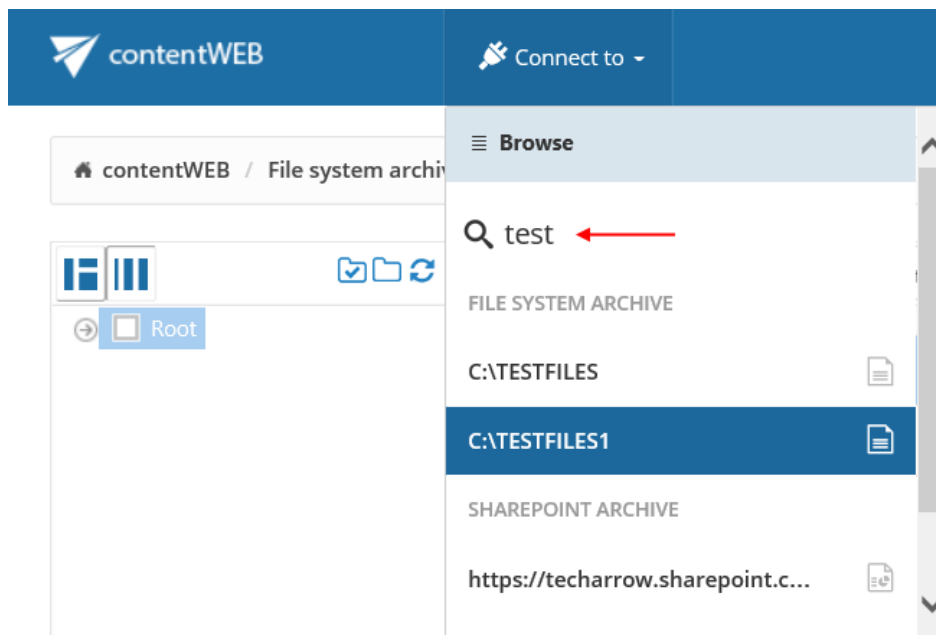 contentWEB
Connect to
Browse
contentWEB / File system archiv
test
FILE SYSTEM ARCHIVE
Root
C:\TESTFILES
C:\TESTFILES1
SHAREPOINT ARCHIVE
https://techarrow.sharepoint.c...